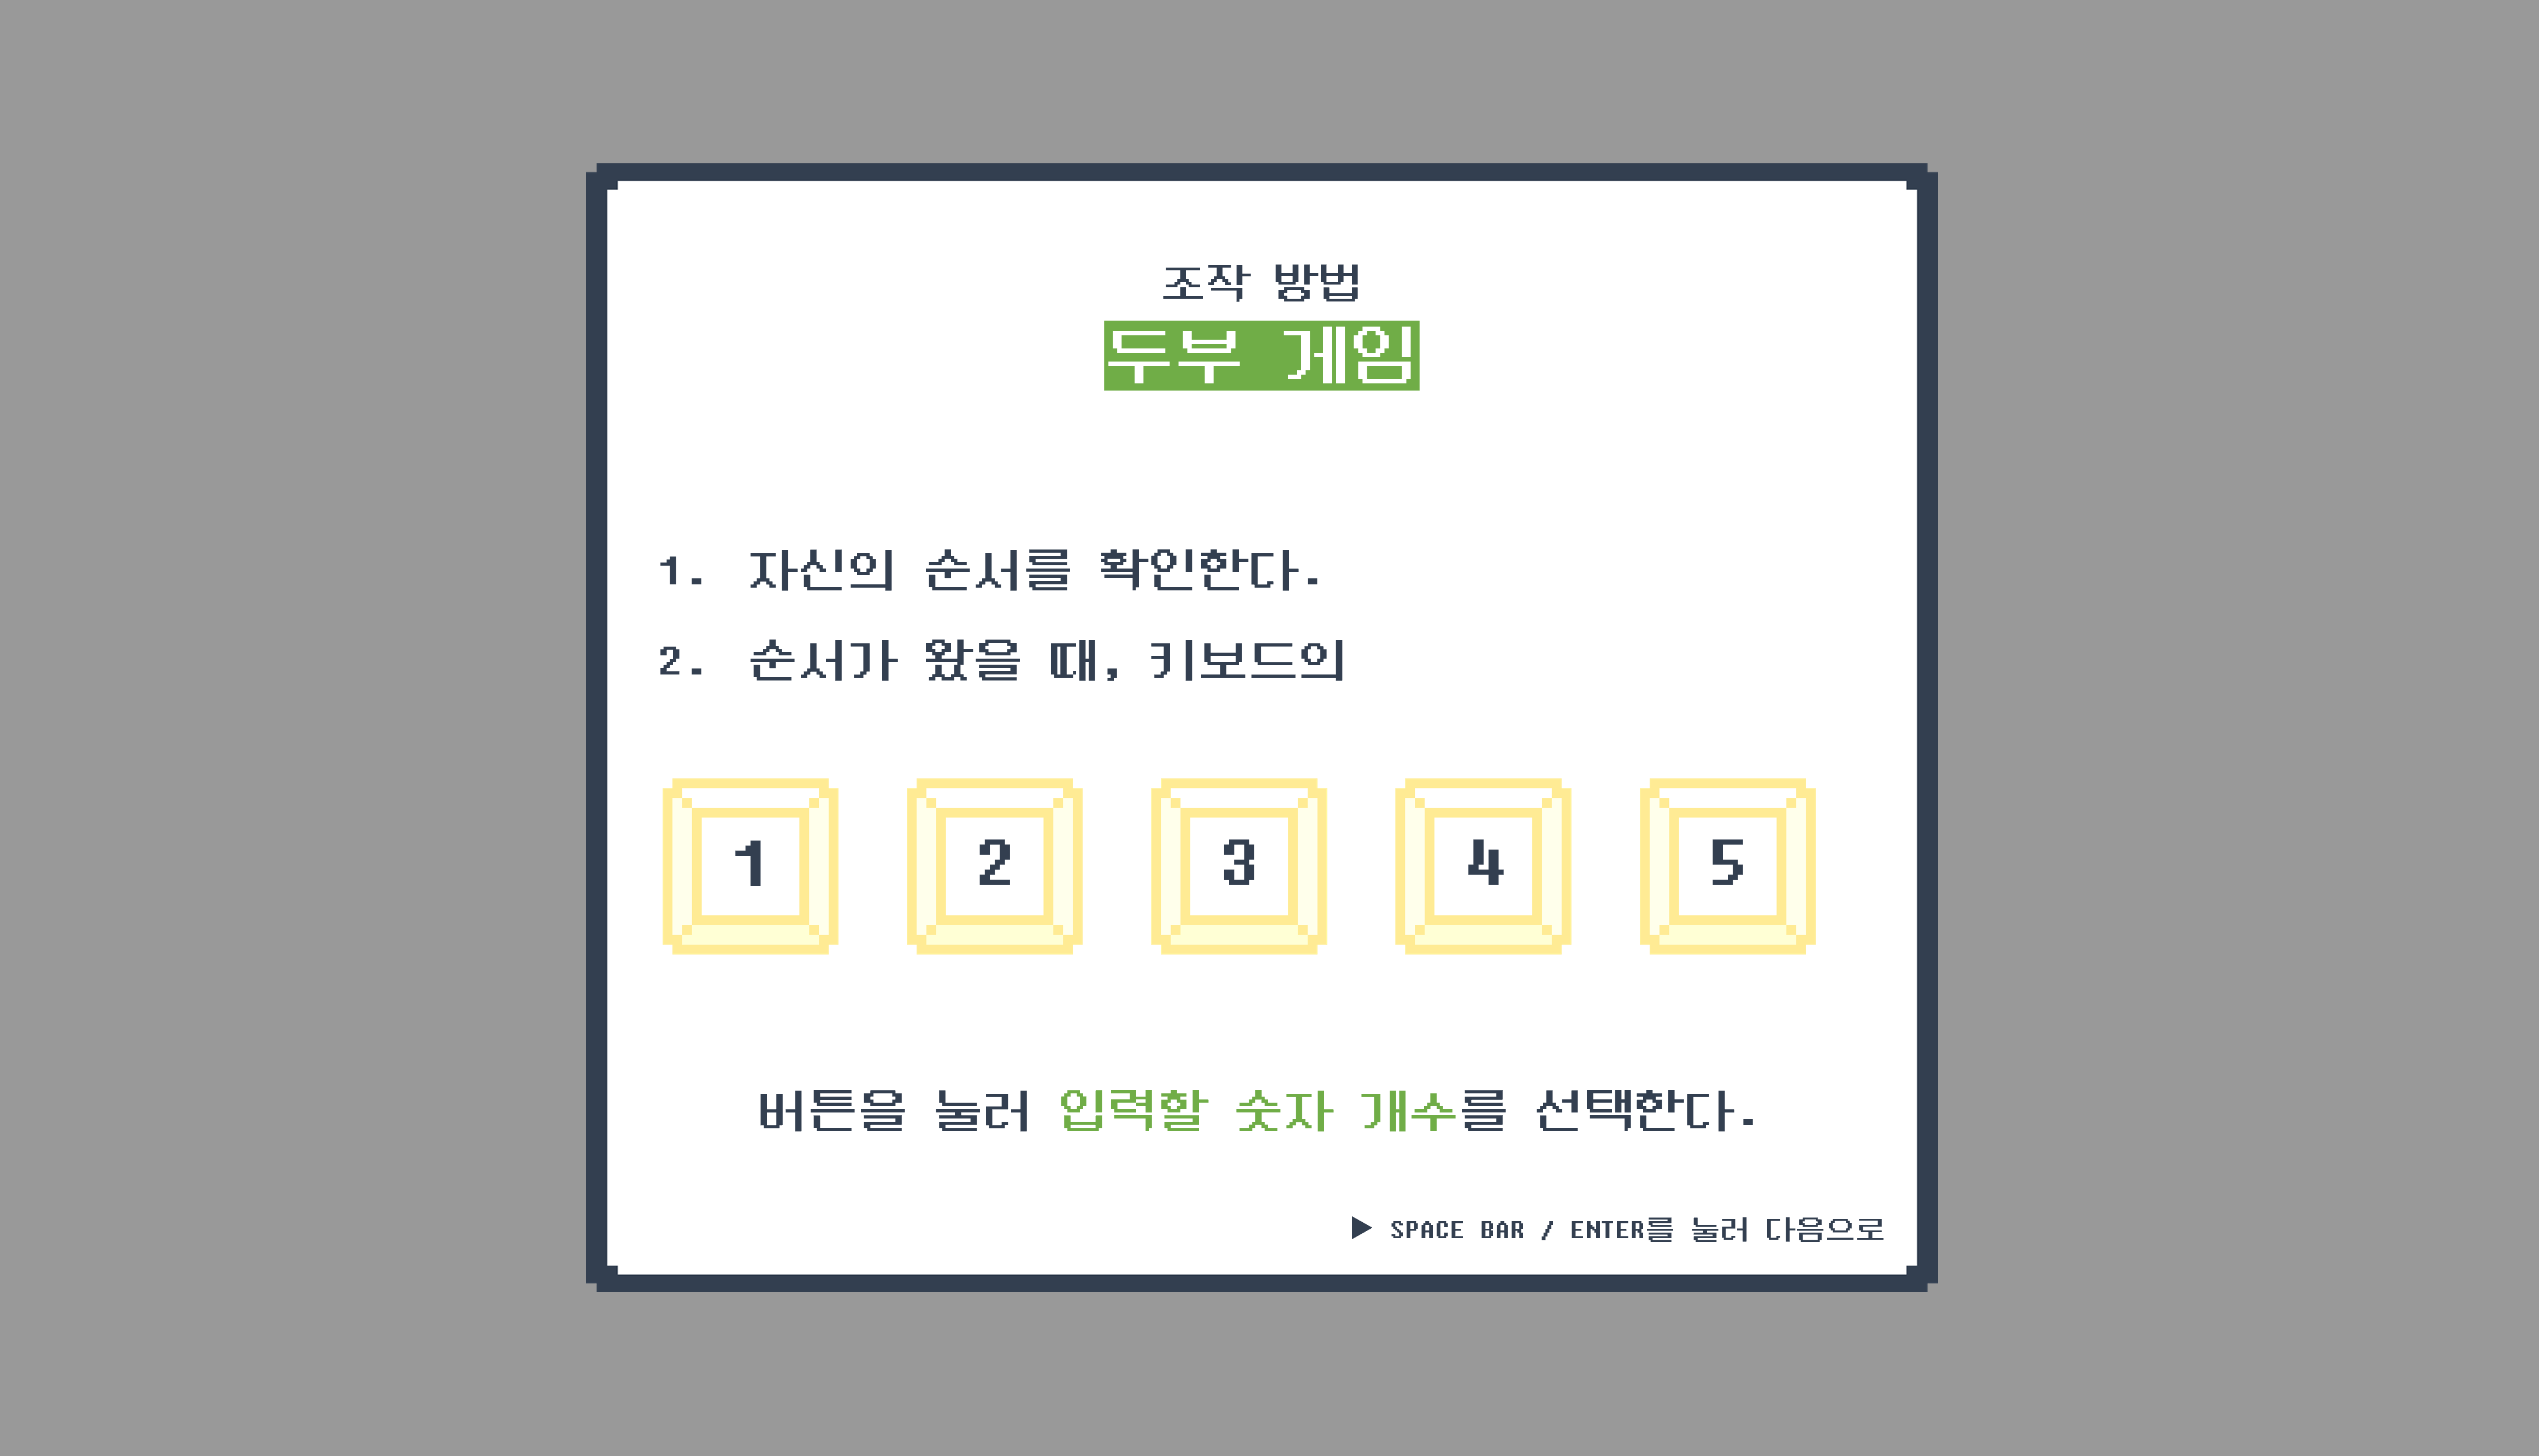 조작 방법
두부 게임
1. 자신의 순서를 확인한다.
2. 순서가 왔을 때, 키보드의
1 2 3 4 5
버튼을 눌러 입력할 숫자 개수를 선택한다.
▶ SPACE BAR / ENTER를 눌러 다음으로